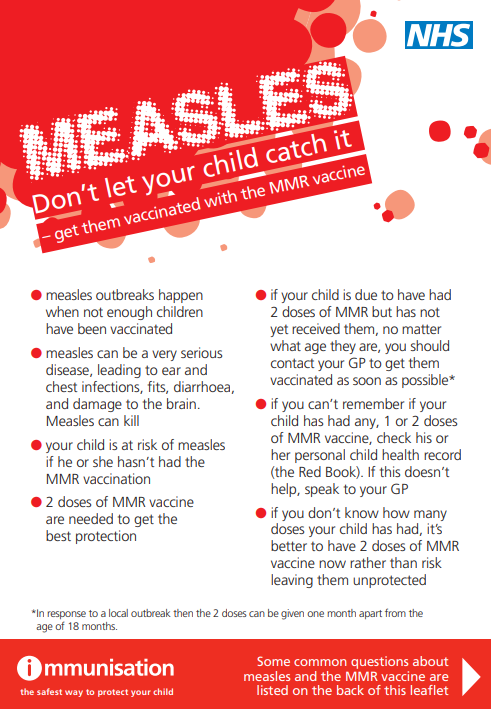 NHS
MEASLES
Don't let your child catch it
– get them vaccinated with the MMR vaccine
● measles outbreaks happen
when not enough children
have been vaccinated
● measles can be a very serious
disease, leading to ear and
chest infections, fits, diarrhoea,
and damage to the brain.
Measles can kill
● your child is at risk of measles
if he or she hasn't had the
MMR vaccination
● 2 doses of MMR vaccine
are needed to get the
best protection
● if your child is due to have had
2 doses of MMR but has not
yet received them, no matter
what age they are, you should
contact your GP to get them
vaccinated as soon as possible*
● if you can't remember if your
child has had any, 1 or 2 doses
of MMR vaccine, check his or
her personal child health record
(the Red Book). If this doesn't
help, speak to your GP
● if you don't know how many
doses your child has had, it's
better to have 2 doses of MMR
vaccine now rather than risk
leaving them unprotected
*In response to a local outbreak then the 2 doses can be given one month apart from the
age of 18 months.
immunisation
the safest way to protect your child
Some common questions about
measles and the MMR vaccine are
listed on the back of this leaflet